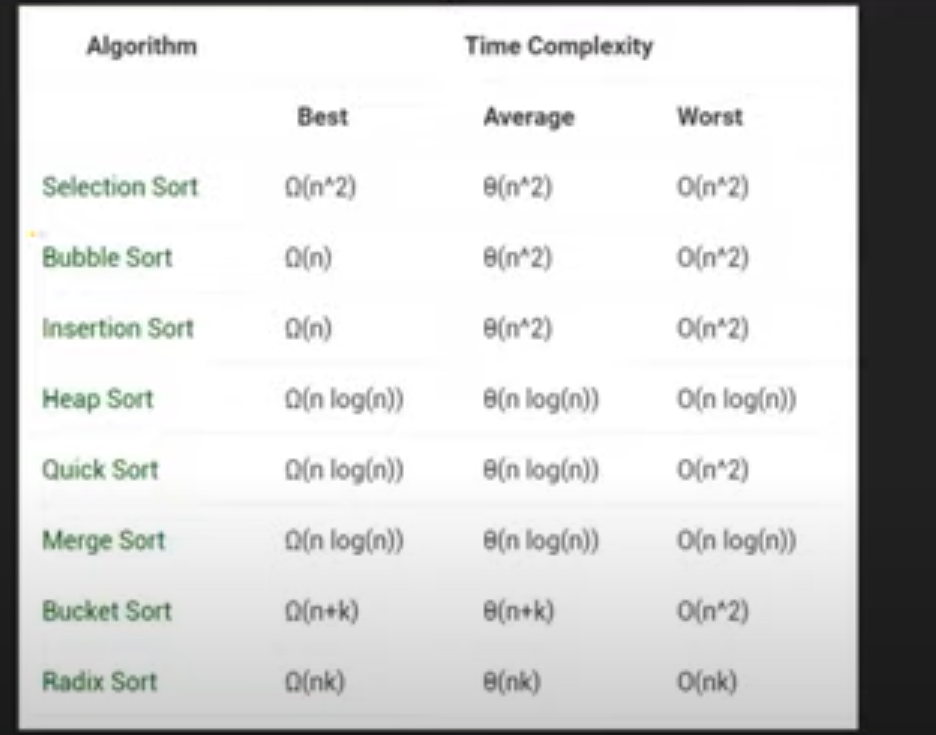 Algorithm Time Complexity
Best Average Worst
Selection Sort Ω(n^2) θ(n^2) O(n^2)
Bubble Sort Ω(n) θ(n^2) O(n^2)
Insertion Sort Ω(n) θ(n^2) O(n^2)
Heap Sort Ω(n log(n)) θ(n log(n)) O(n log(n))
Quick Sort Ω(n log(n)) θ(n log(n)) O(n^2)
Merge Sort Ω(n log(n)) θ(n log(n)) O(n log(n))
Bucket Sort Ω(n+k) θ(n+k) O(n^2)
Radix Sort Ω(nk) θ(nk) O(nk)